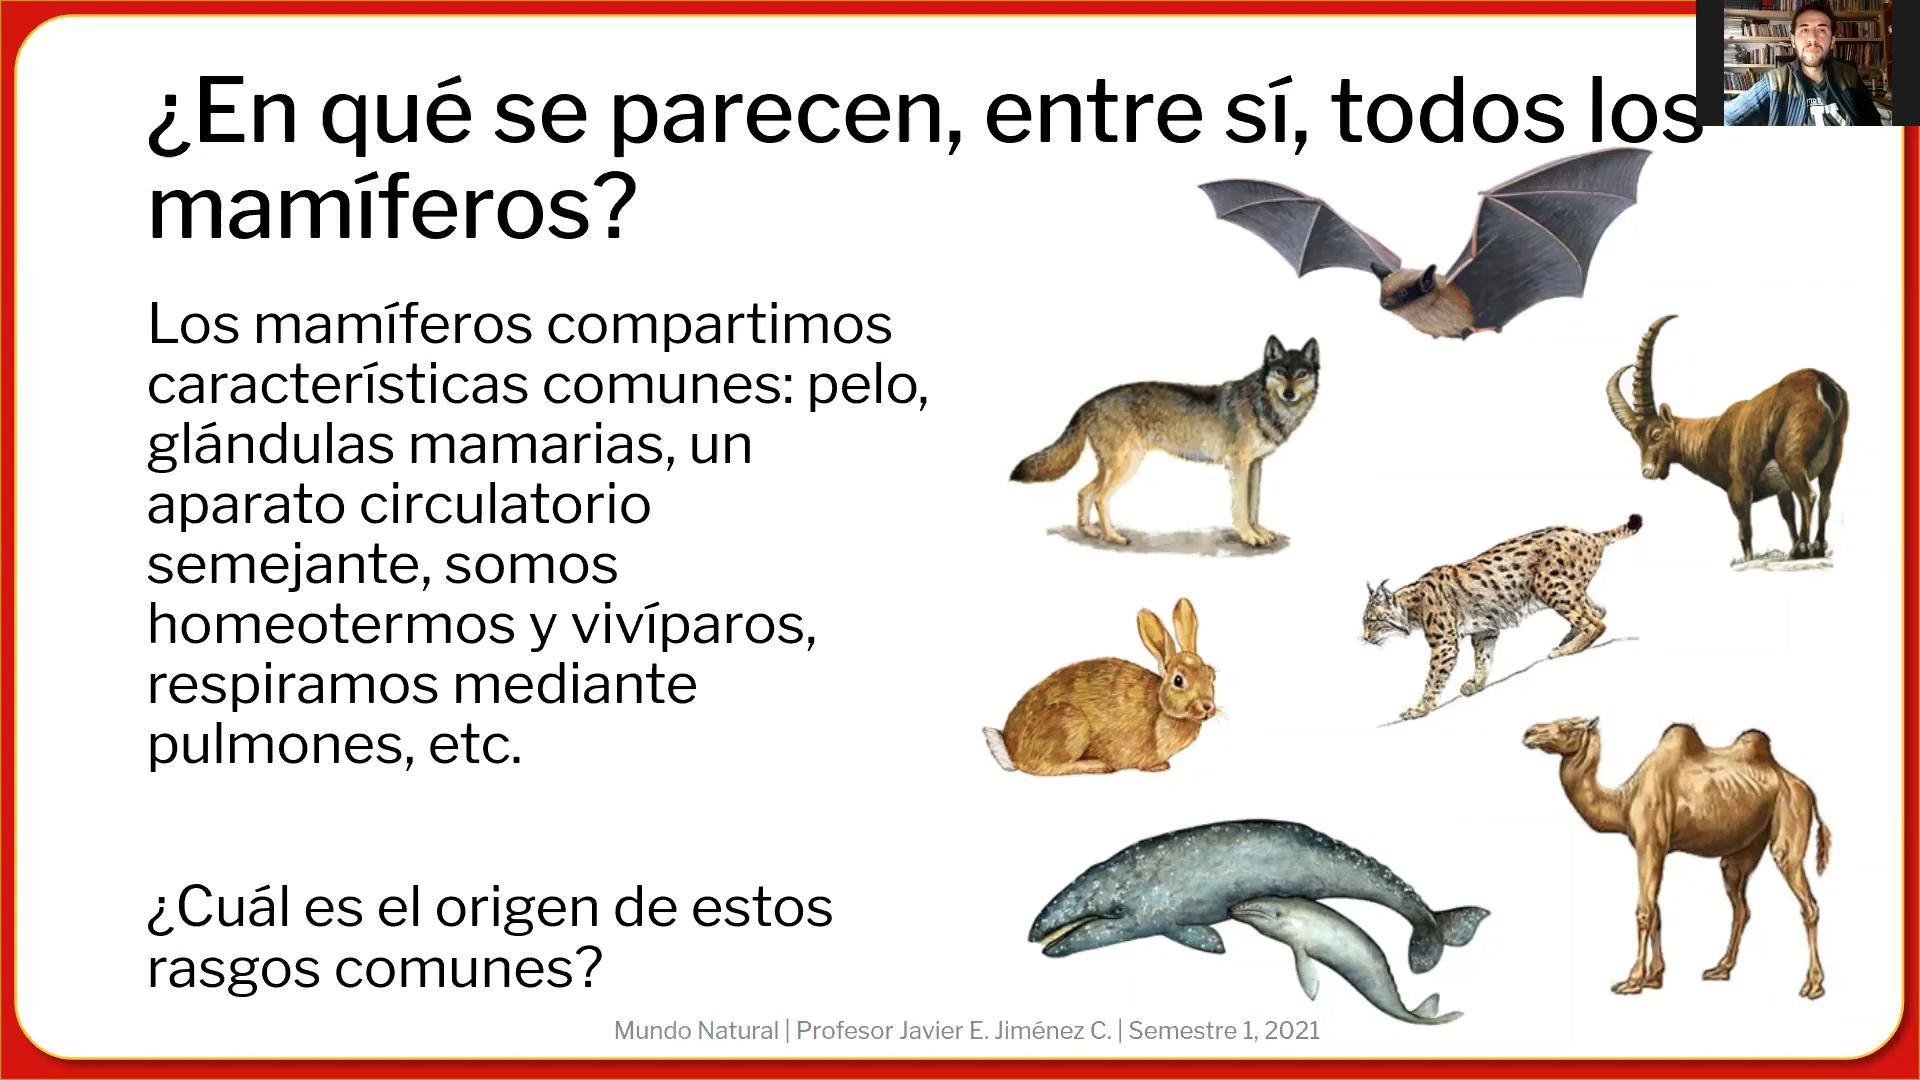 ¿En qué se parecen, entre sí, todos los
mamíferos?
Los mamíferos compartimos
características comunes: pelo,
glándulas mamarias, un
aparato circulatorio
semejante, somos
homeotermos y vivíparos,
respiramos mediante
pulmones, etc.
¿Cuál es el origen de estos
rasgos comunes?
Mundo Natural | Profesor Javier E. Jiménez C. | Semestre 1, 2021